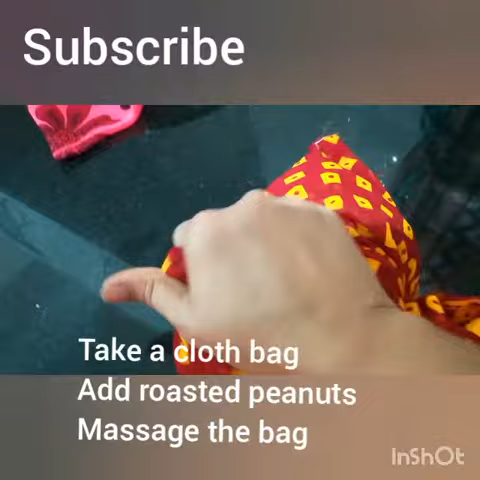 Subscribe
Take a cloth bag
Add roasted peanuts
Massage the bag
InShOt